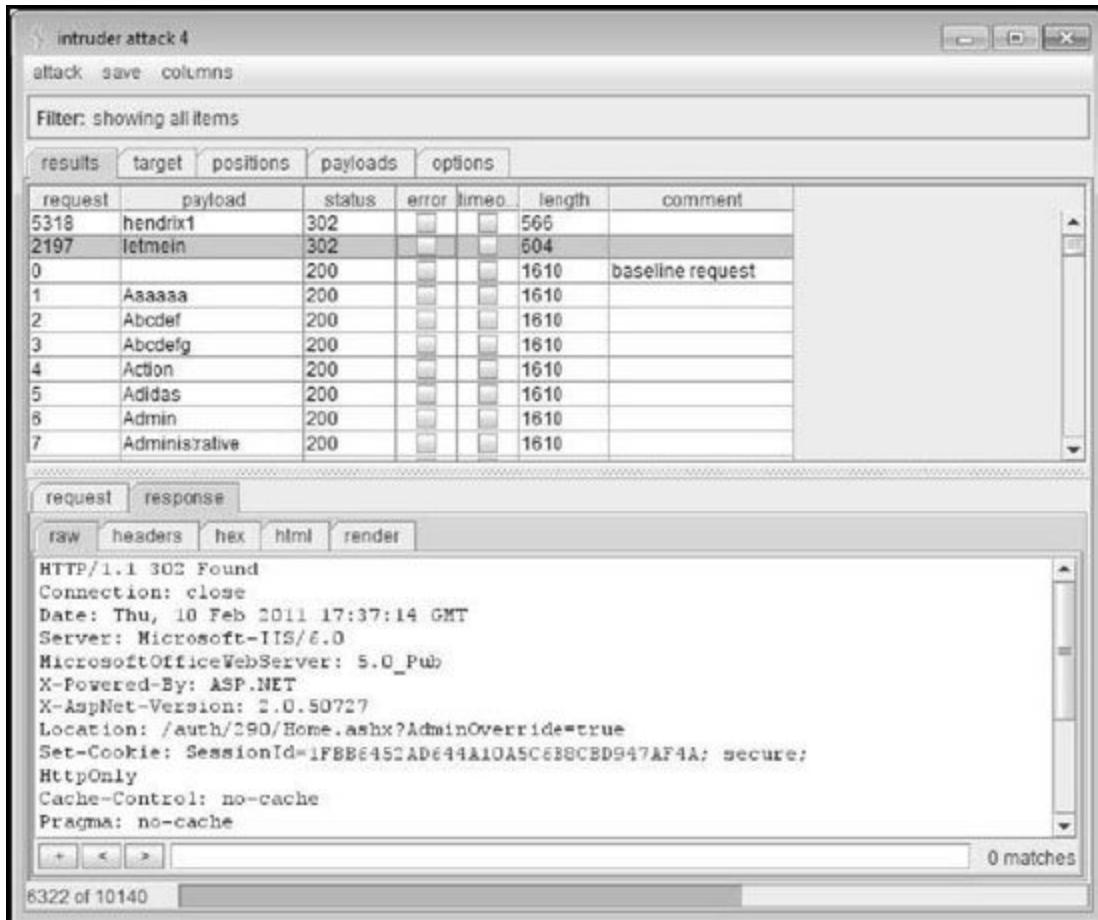 intruder attack 4
attack save columns
Filter: showing all items
results target positions payloads options
request payload status error timeo... length comment
5318 hendrix1 302 566
2197 letmein 302 604
0 200 1610 baseline request
1 Aaaaaa 200 1610
2 Abcdef 200 1610
3 Abcdefg 200 1610
4 Action 200 1610
5 Adidas 200 1610
6 Admin 200 1610
7 Administrative 200 1610
request response
raw headers hex html render
HTTP/1.1 302 Found
Connection: close
Date: Thu, 10 Feb 2011 17:37:14 GMT
Server: Microsoft-IIS/6.0
MicrosoftOfficeWebServer: 5.0_Pub
X-Powered-By: ASP.NET
X-AspNet-Version: 2.0.50727
Location: /auth/290/Home.ashx?AdminOverride=true
Set-Cookie: SessionId=1FBB6452AD644A10A5C6B8CBD947AF4A; secure;
HttpOnly
Cache-Control: no-cache
Pragma: no-cache
+ < > 0 matches
6322 of 10140